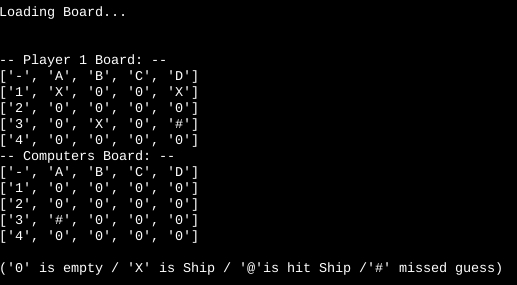 Loading Board...
-- Player 1 Board: --
['-', 'A', 'B', 'C', 'D']
['1', 'X', '0', '0', 'X']
['2', '0', '0', '0', '0']
['3', '0', 'X', '0', '#']
['4', '0', '0', '0', '0']
-- Computers Board: --
['-', 'A', 'B', 'C', 'D']
['1', '0', '0', '0', '0']
['2', '0', '0', '0', '0']
['3', '#', '0', '0', '0']
['4', '0', '0', '0', '0']
('0' is empty / 'X' is Ship / '@'is hit Ship /'#' missed guess)